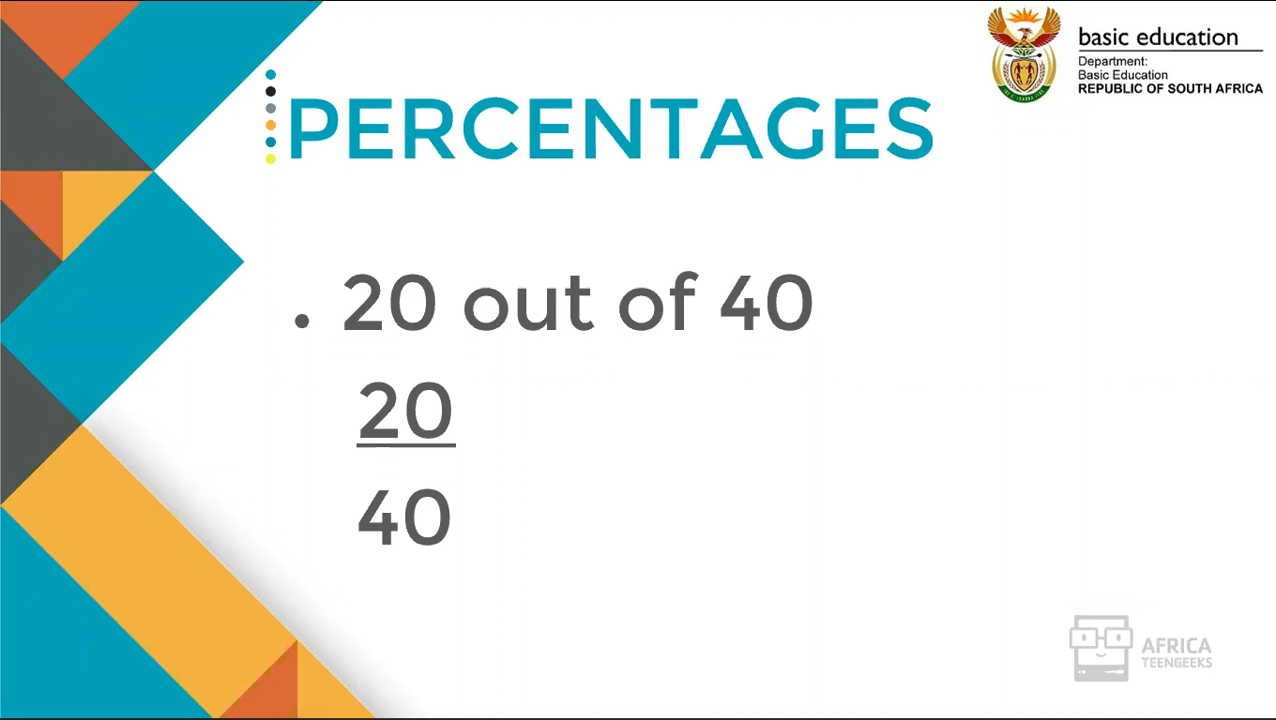 basic education
Department:
Basic Education
REPUBLIC OF SOUTH AFRICA
PERCENTAGES
. 20 out of 40
20
40
AFRICA
TEENGEEKS